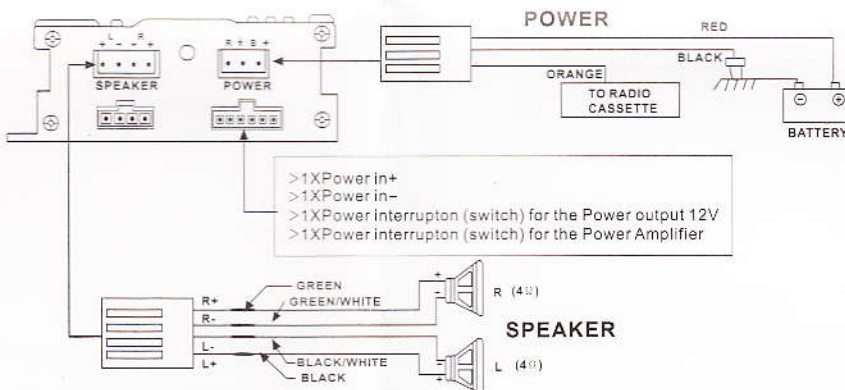 POWER
RED
BLACK
ORANGE
TO RADIO
CASSETTE
BATTERY
L R
+ - - +
SPEAKER
R + B +
POWER
>1XPower in+
>1XPower in–
>1XPower interrupton (switch) for the Power output 12V
>1XPower interrupton (switch) for the Power Amplifier
R+
R-
L-
L+
GREEN
GREEN/WHITE
BLACK/WHITE
BLACK
+
-
R (4Ω)
SPEAKER
-
+
L (4Ω)